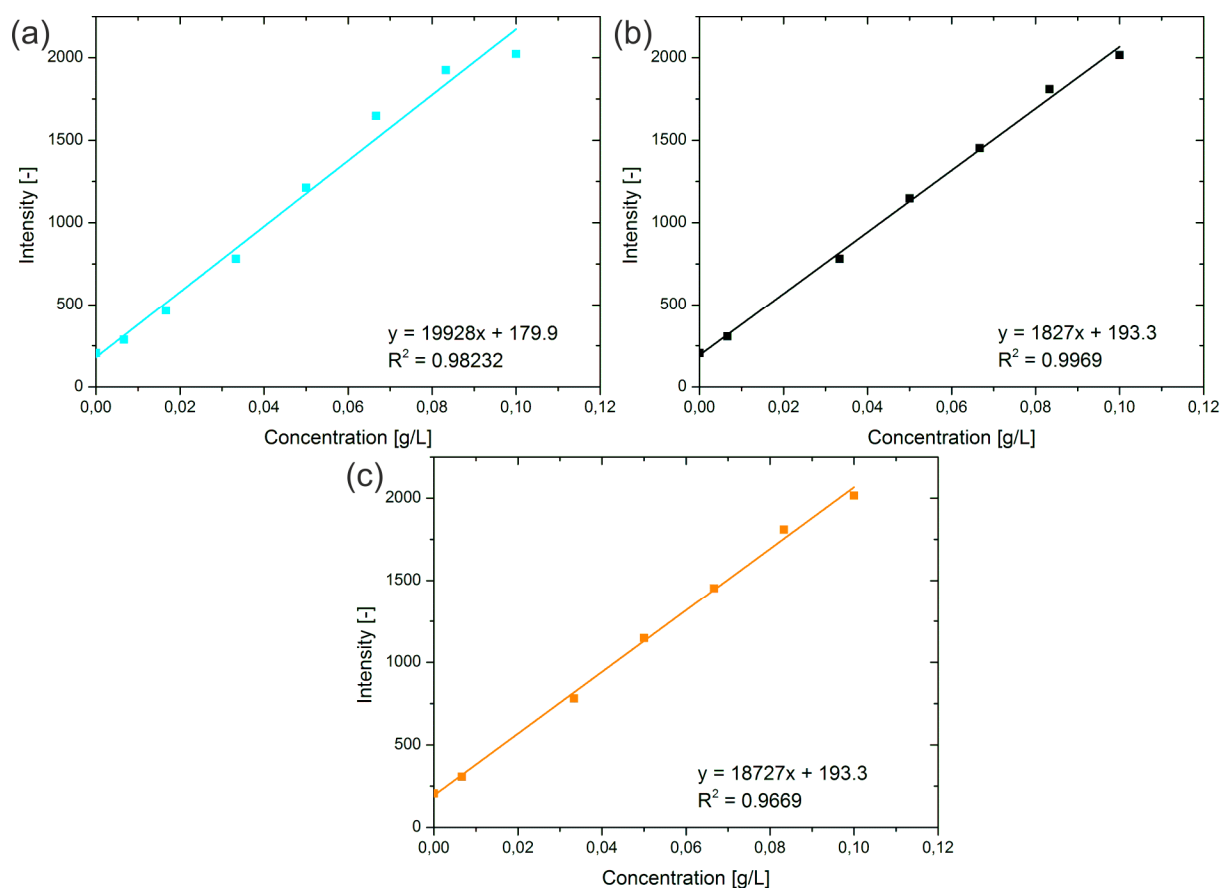 (a)
2000
1500
1000
500
0
Intensity [-]
y = 19928x + 179.9
R² = 0.98232
0,00 0,02 0,04 0,06 0,08 0,10 0,12
Concentration [g/L]
(b)
2000
1500
1000
500
0
Intensity [-]
y = 1827x + 193.3
R² = 0.9969
0,00 0,02 0,04 0,06 0,08 0,10 0,12
Concentration [g/L]
(c)
2000
1500
1000
500
0
Intensity [-]
y = 18727x + 193.3
R² = 0.9669
0,00 0,02 0,04 0,06 0,08 0,10 0,12
Concentration [g/L]